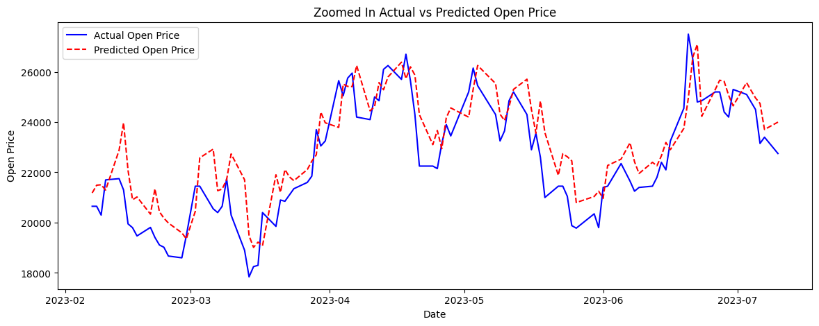 Zoomed In Actual vs Predicted Open Price
Actual Open Price
Predicted Open Price
Open Price
26000
24000
22000
20000
18000
2023-02
2023-03
2023-04
2023-05
2023-06
2023-07
Date